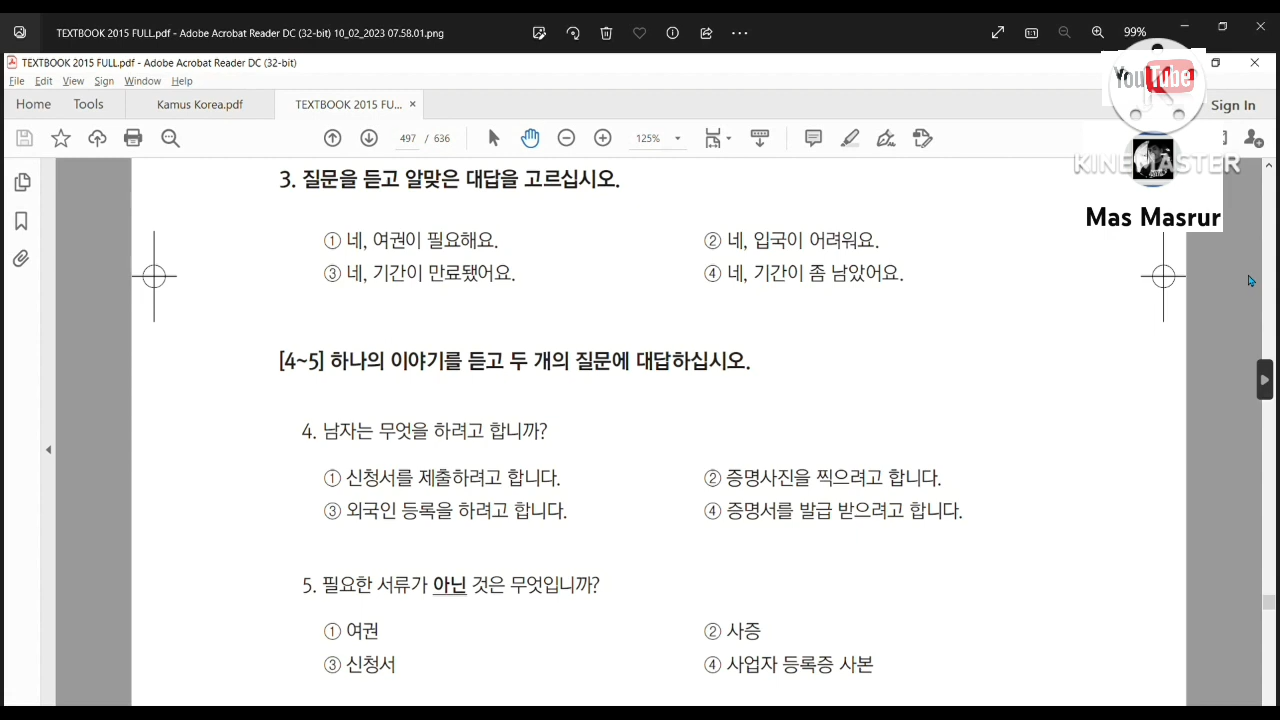 TEXTBOOK 2015 FULL.pdf - Adobe Acrobat Reader DC (32-bit) 10_02_2023 07.58.01.png
99%
TEXTBOOK 2015 FULL.pdf - Adobe Acrobat Reader DC (32-bit)
File Edit View Sign Window Help
Home Tools Kamus Korea.pdf TEXTBOOK 2015 FU... × Sign In
497 / 636 125%
YouTube
KINEMASTER
Mas Masrur
3. 질문을 듣고 알맞은 대답을 고르십시오.
① 네, 여권이 필요해요. ② 네, 입국이 어려워요.
③ 네, 기간이 만료됐어요. ④ 네, 기간이 좀 남았어요.
[4~5] 하나의 이야기를 듣고 두 개의 질문에 대답하십시오.
4. 남자는 무엇을 하려고 합니까?
① 신청서를 제출하려고 합니다. ② 증명사진을 찍으려고 합니다.
③ 외국인 등록을 하려고 합니다. ④ 증명서를 발급 받으려고 합니다.
5. 필요한 서류가 아닌 것은 무엇입니까?
① 여권 ② 사증
③ 신청서 ④ 사업자 등록증 사본